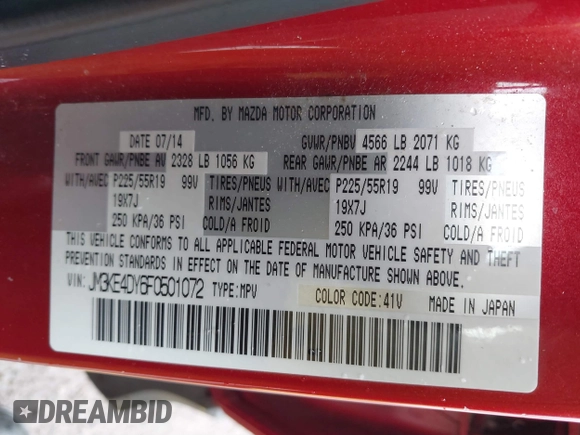 MFD. BY MAZDA MOTOR CORPORATION
DATE 07/14 GVWR/PNBV 4566 LB 2071 KG
FRONT GAWR/PNBE AV 2328 LB 1056 KG REAR GAWR/PNBE AR 2244 LB 1018 KG
WITH/AVEC P225/55R19 99V TIRES/PNEUS WITH/AVEC P225/55R19 99V TIRES/PNEUS
19X7J RIMS/JANTES 19X7J RIMS/JANTES
250 KPA/36 PSI COLD/A FROID 250 KPA/36 PSI COLD/A FROID
THIS VEHICLE CONFORMS TO ALL APPLICABLE FEDERAL MOTOR VEHICLE SAFETY AND THEFT
PREVENTION STANDARDS IN EFFECT ON THE DATE OF MANUFACTURE SHOWN ABOVE.
VIN: JM3KE4DY6F0501072 TYPE: MPV COLOR CODE:41V MADE IN JAPAN
DREAMBID